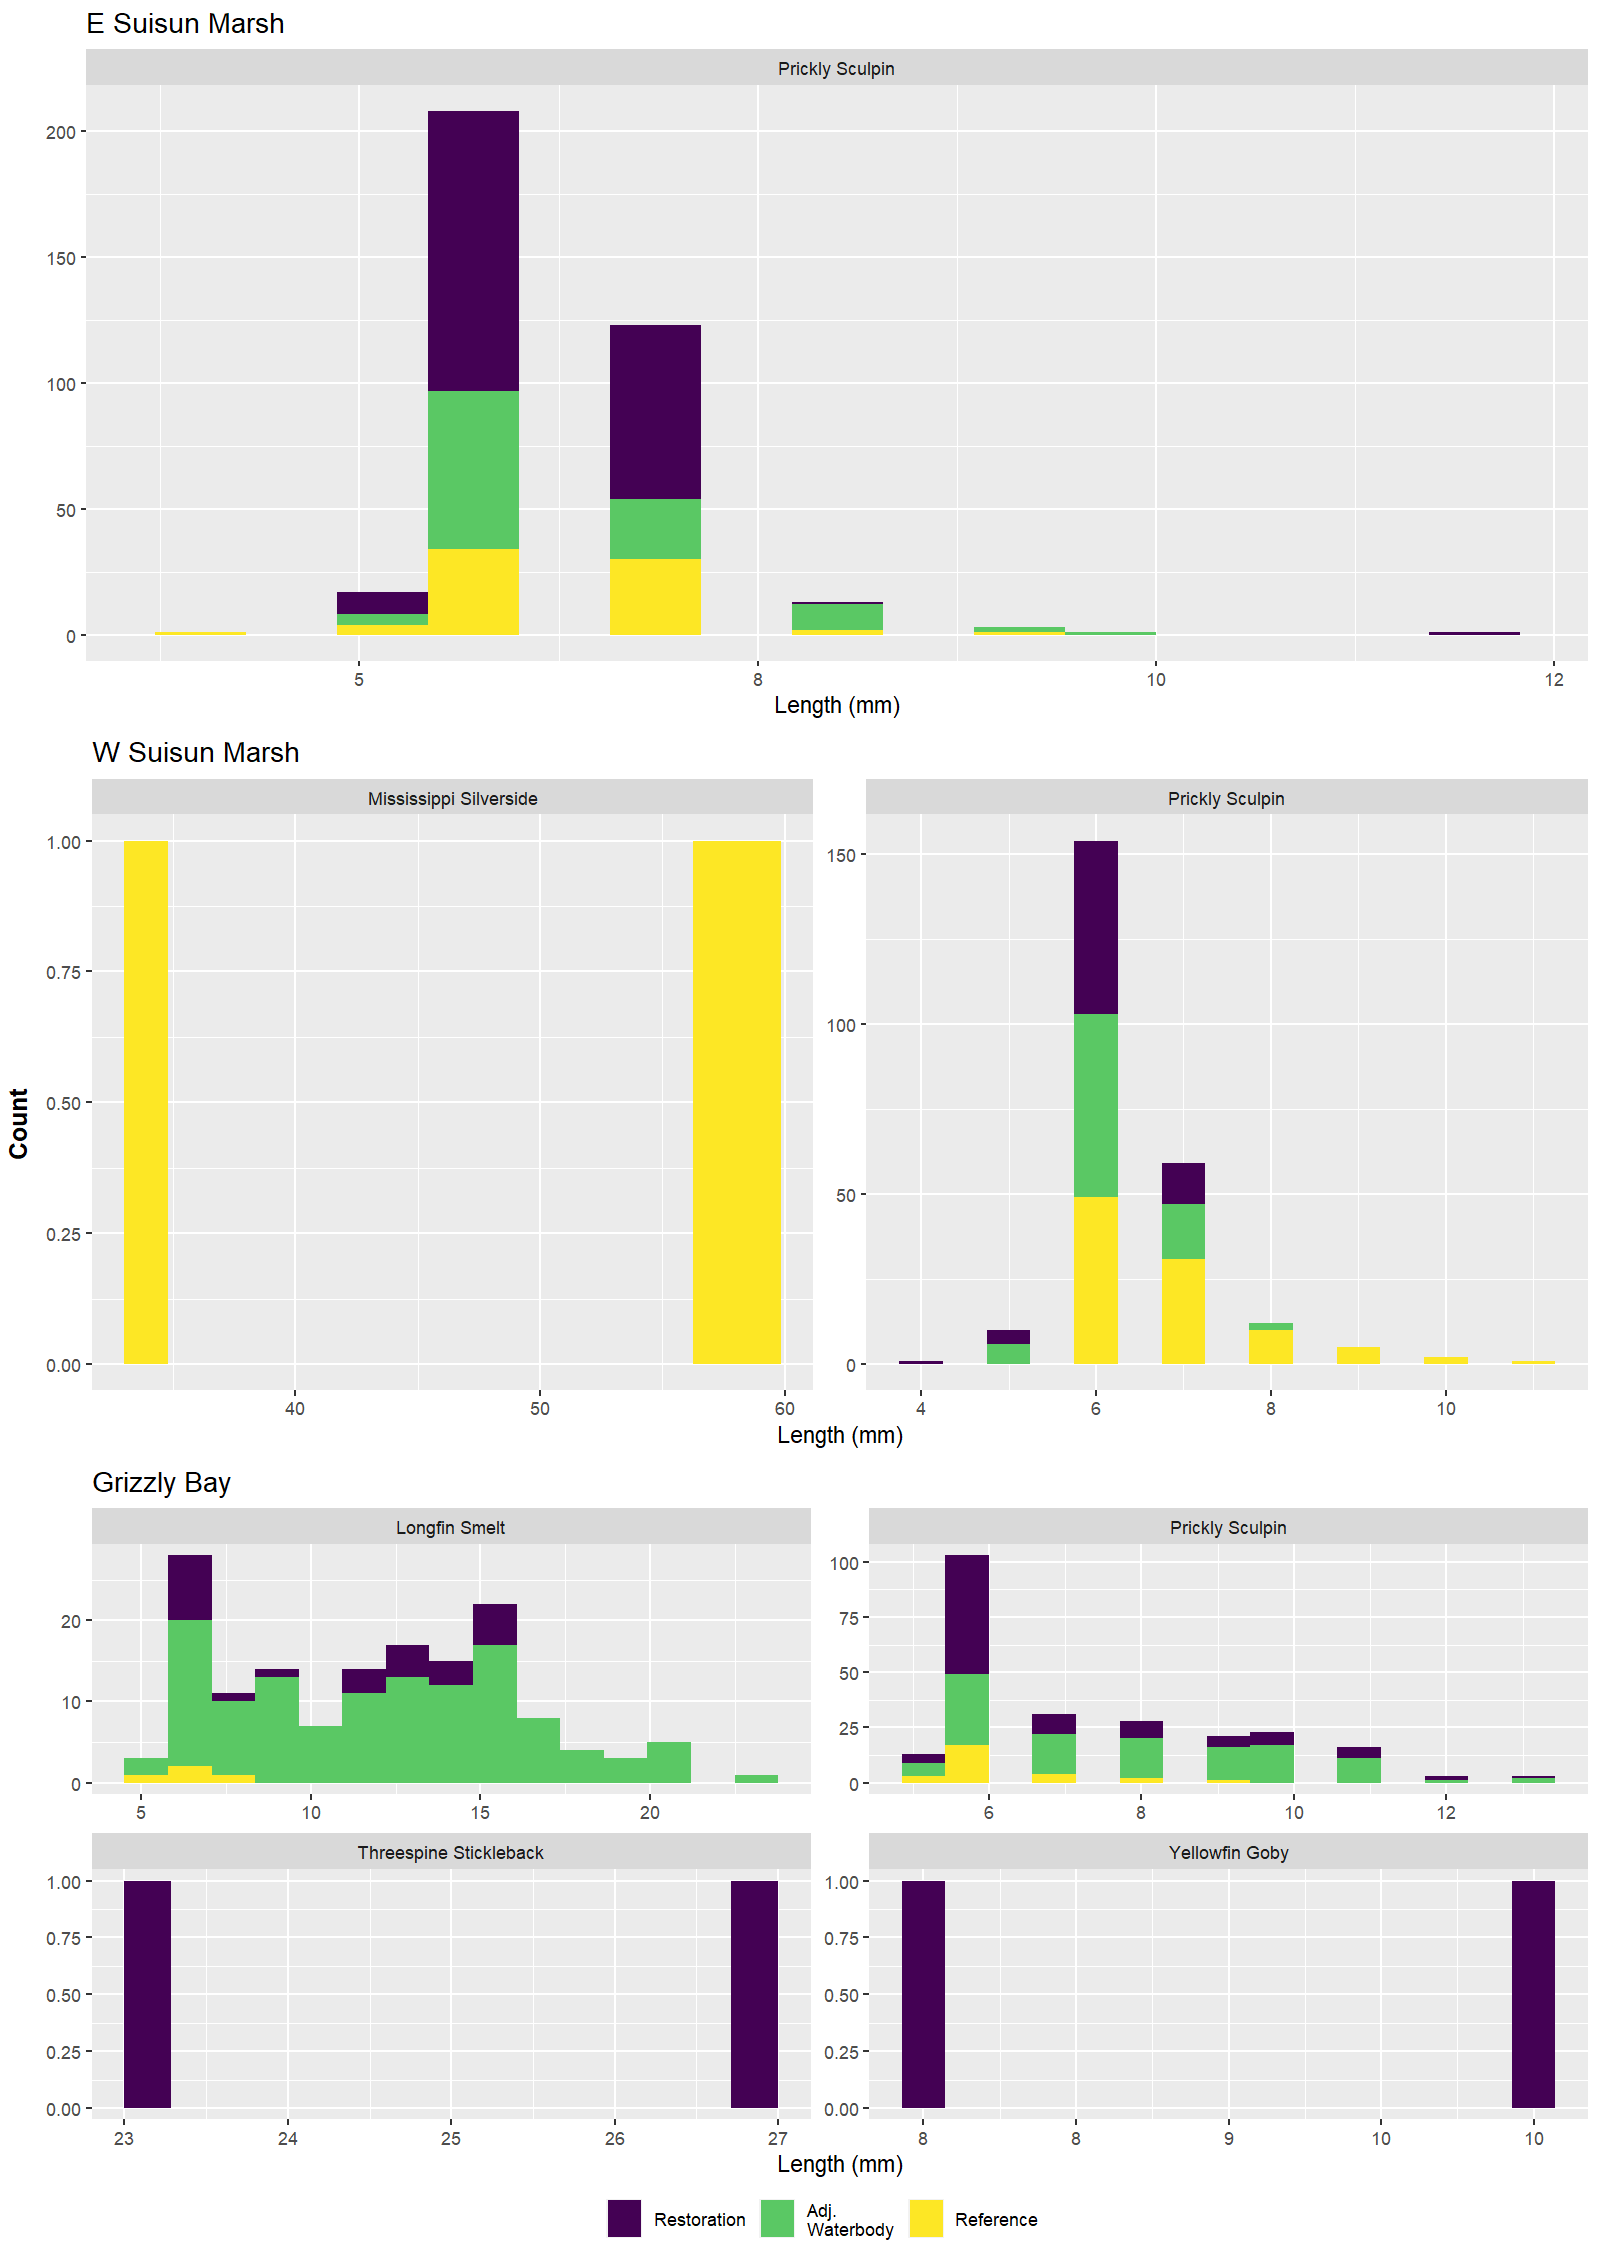 E Suisun Marsh
Prickly Sculpin
200
150
100
50
0
5 8 10 12
Length (mm)
W Suisun Marsh
Mississippi Silverside Prickly Sculpin
1.00
0.75
0.50
0.25
0.00
40 50 60
150
100
50
0
4 6 8 10
Length (mm)
Count
Grizzly Bay
Longfin Smelt Prickly Sculpin
20
10
0
5 10 15 20
100
75
50
25
0
6 8 10 12
Threespine Stickleback Yellowfin Goby
1.00
0.75
0.50
0.25
0.00
23 24 25 26 27
1.00
0.75
0.50
0.25
0.00
8 8 9 10 10
Length (mm)
Restoration
Adj.
Waterbody
Reference